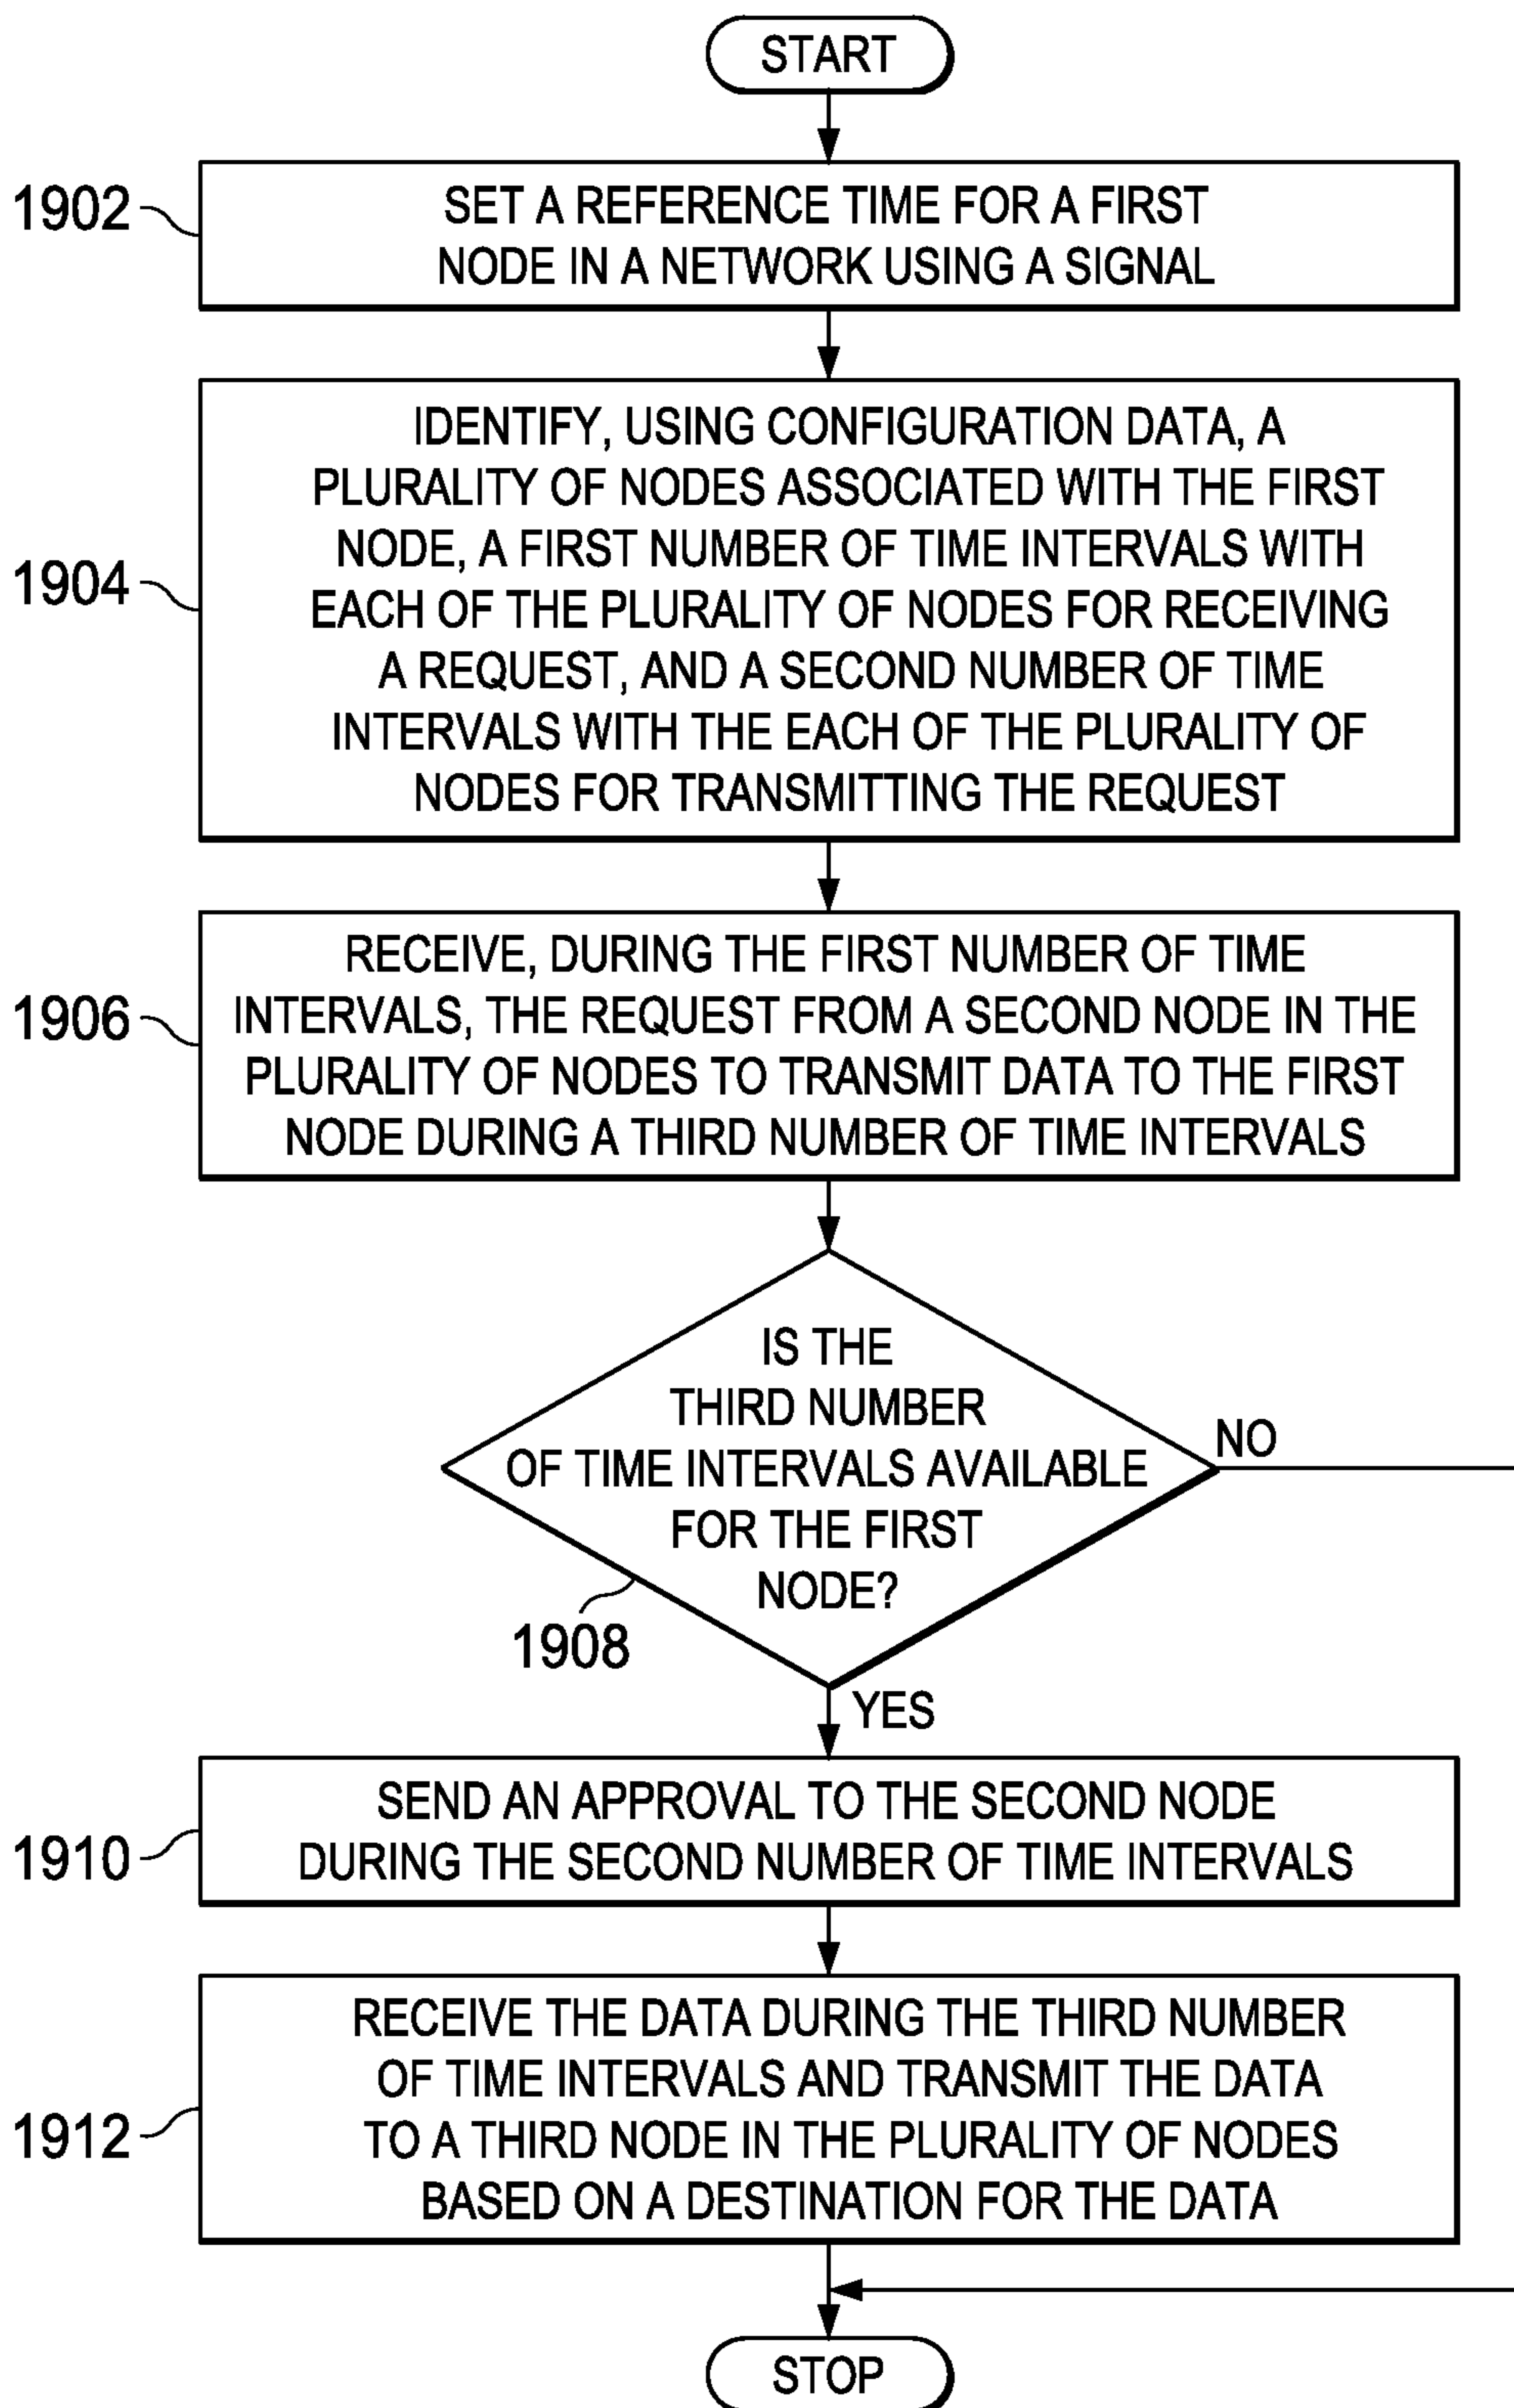 START
1902
SET A REFERENCE TIME FOR A FIRST
NODE IN A NETWORK USING A SIGNAL
1904
IDENTIFY, USING CONFIGURATION DATA, A
PLURALITY OF NODES ASSOCIATED WITH THE FIRST
NODE, A FIRST NUMBER OF TIME INTERVALS WITH
EACH OF THE PLURALITY OF NODES FOR RECEIVING
A REQUEST, AND A SECOND NUMBER OF TIME
INTERVALS WITH THE EACH OF THE PLURALITY OF
NODES FOR TRANSMITTING THE REQUEST
1906
RECEIVE, DURING THE FIRST NUMBER OF TIME
INTERVALS, THE REQUEST FROM A SECOND NODE IN THE
PLURALITY OF NODES TO TRANSMIT DATA TO THE FIRST
NODE DURING A THIRD NUMBER OF TIME INTERVALS
IS THE
THIRD NUMBER
OF TIME INTERVALS AVAILABLE
FOR THE FIRST
NODE?
NO
1908
YES
1910
SEND AN APPROVAL TO THE SECOND NODE
DURING THE SECOND NUMBER OF TIME INTERVALS
1912
RECEIVE THE DATA DURING THE THIRD NUMBER
OF TIME INTERVALS AND TRANSMIT THE DATA
TO A THIRD NODE IN THE PLURALITY OF NODES
BASED ON A DESTINATION FOR THE DATA
STOP